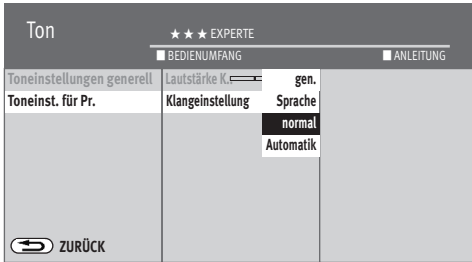 Ton
★ ★ ★ EXPERTE
BEDIENUMFANG
ANLEITUNG
Toneinstellungen generell
Lautstärke K.
gen.
Toneinst. für Pr.
Klangeinstellung
Sprache
normal
Automatik
ZURÜCK